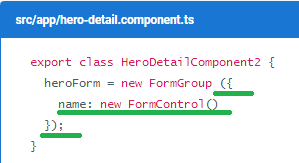 src/app/hero-detail.component.ts
export class HeroDetailComponent2 {
heroForm = new FormGroup ({
name: new FormControl()
});
}